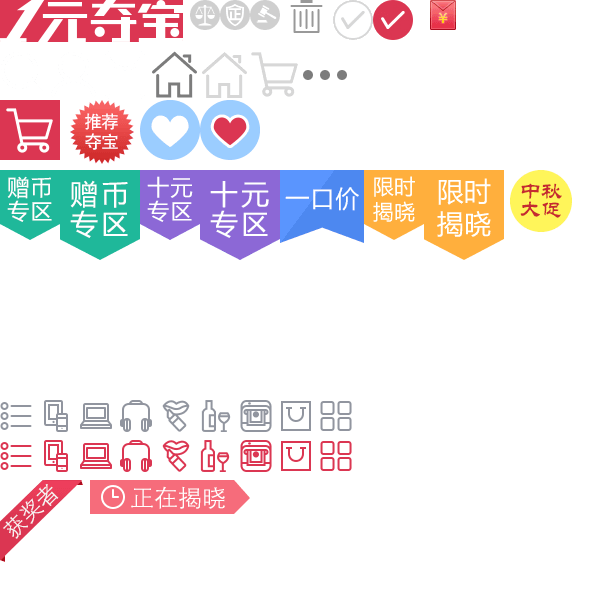 1元夺宝
正
¥
推荐
夺宝
赠币
专区
赠币
专区
十元
专区
十元
专区
一口价
限时
揭晓
限时
揭晓
中秋
大促
获奖者
正在揭晓